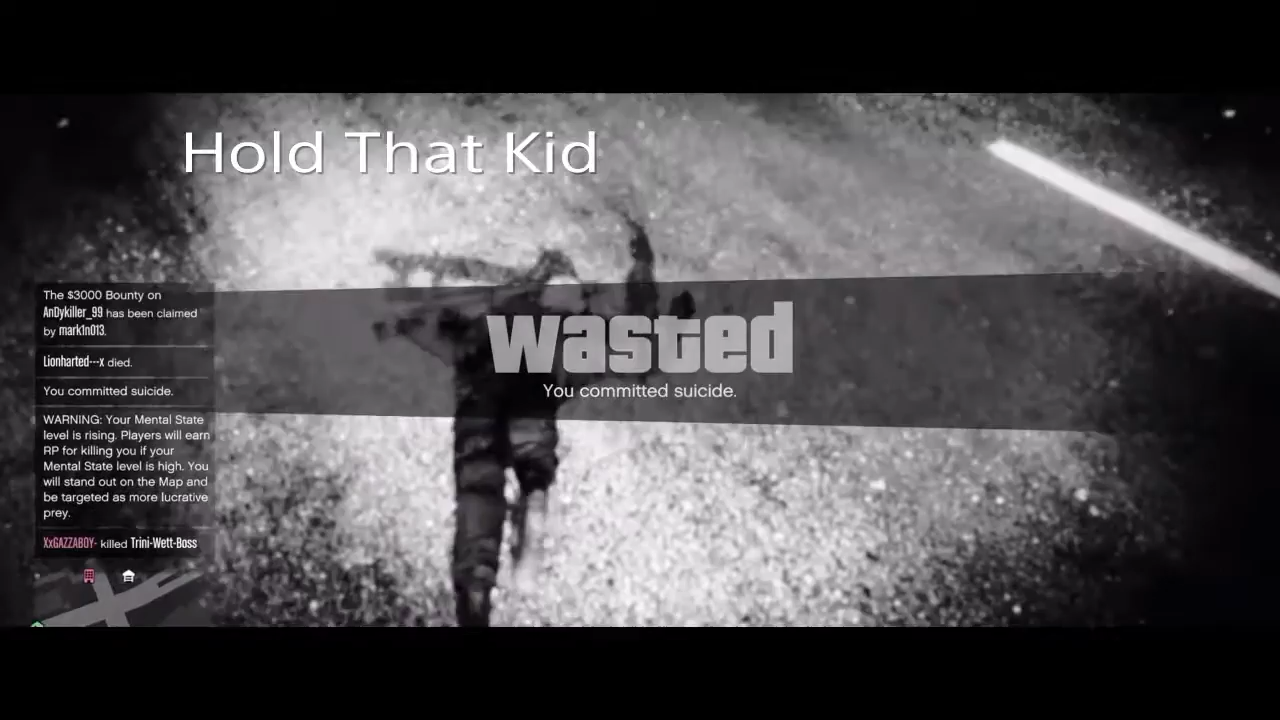 Hold That Kid
The $3000 Bounty on
AnDykiller_99 has been claimed
by mark1n013.
Lionharted---x died.
You committed suicide.
WARNING: Your Mental State
level is rising. Players will earn
RP for killing you if your
Mental State level is high. You
will stand out on the Map and
be targeted as more lucrative
prey.
XxGAZZABOY- killed Trini-Wett-Boss
wasted
You committed suicide.